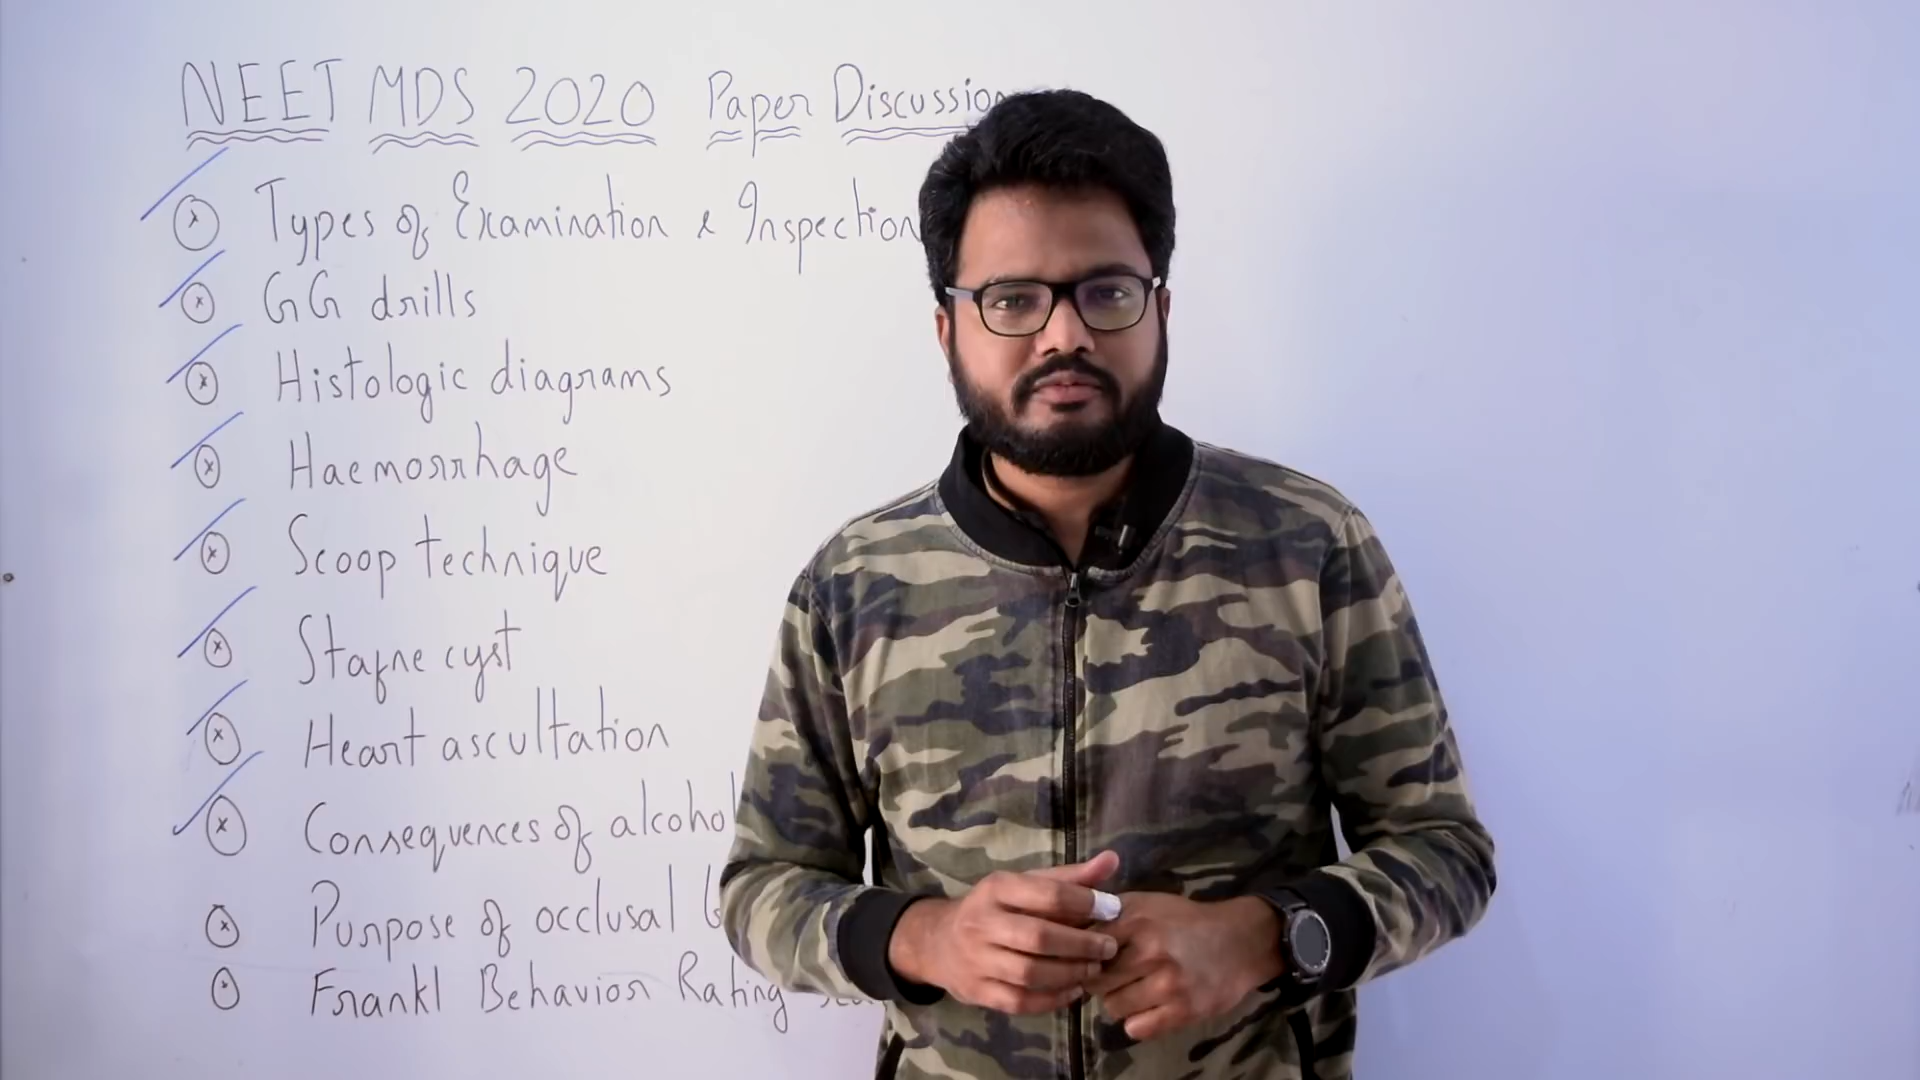 NEET MDS 2020 Paper Discussion
Types of Examination & Inspection
GG drills
Histologic diagrams
Haemorrhage
Scoop technique
Stafne cyst
Heart ascultation
Consequences of alcohol
Purpose of occlusal
Frankl Behavior Rating